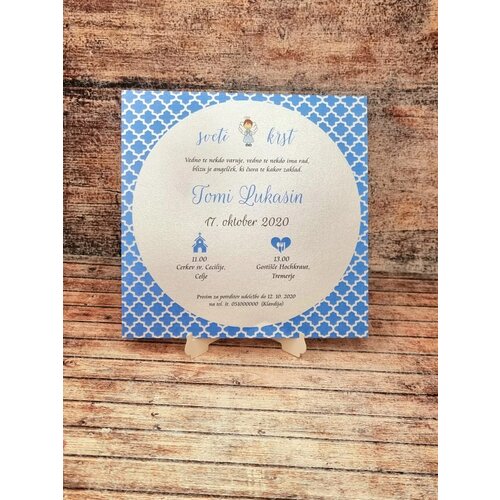 sveti krst
Vedno te nekdo varuje, vedno te nekdo ima rad,
blizu je angelček, ki čuva te kakor zaklad.
Tomi Lukasin
17. oktober 2020
11.00
Cerkev sv. Cecilije,
Celje
13.00
Gostišče Hochkraut,
Tremerje
Prosim za potrditev udeležbe do 12. 10. 2020
na tel. št. 051000000 (Klavdija)